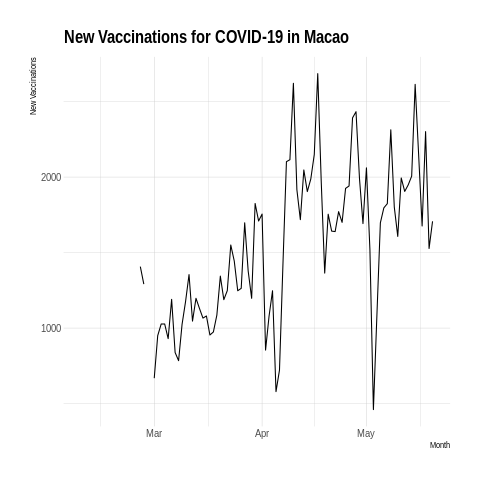 New Vaccinations for COVID-19 in Macao
New Vaccinations
2000
1000
Mar Apr May
Month